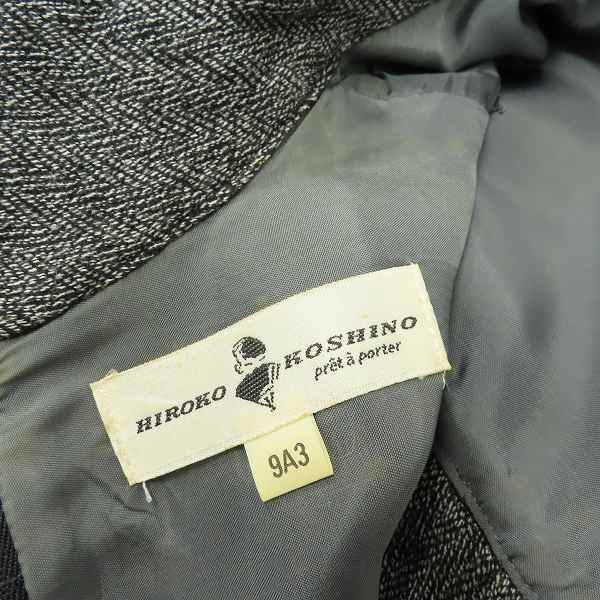 HIROKO KOSHINO
prêt à porter
9A3